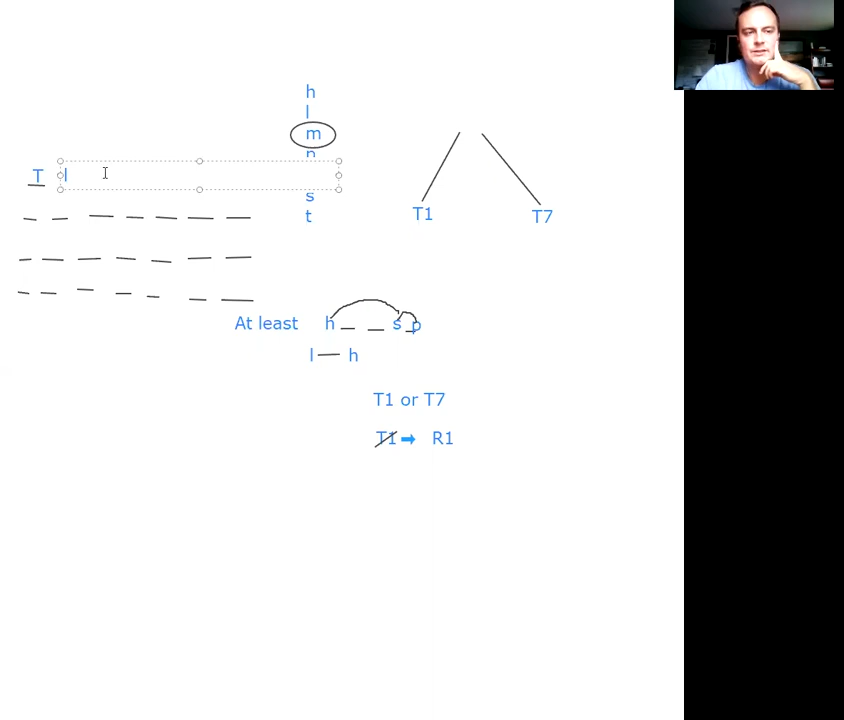 h
l
m
n
T l
s
t
T1 T7
At least h s p
l h
T1 or T7
T1 R1